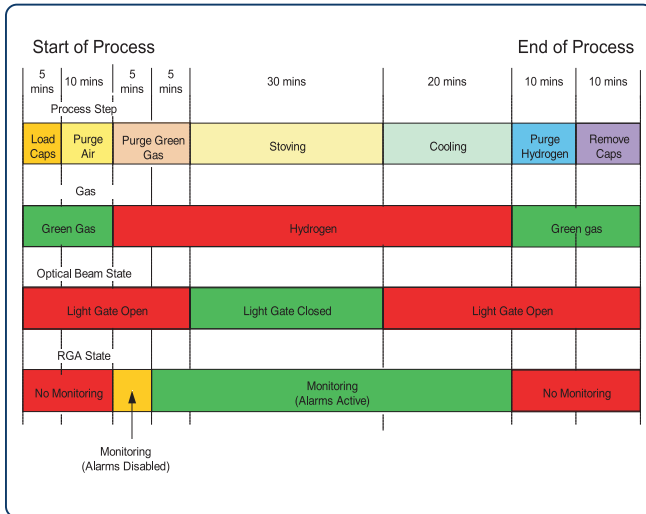 Start of Process
End of Process
5 mins
10 mins
5 mins
5 mins
30 mins
20 mins
10 mins
10 mins
Process Step
Load Caps
Purge Air
Purge Green Gas
Stoving
Cooling
Purge Hydrogen
Remove Caps
Gas
Green Gas
Hydrogen
Green gas
Optical Beam State
Light Gate Open
Light Gate Closed
Light Gate Open
RGA State
No Monitoring
Monitoring
(Alarms Active)
No Monitoring
Monitoring
(Alarms Disabled)